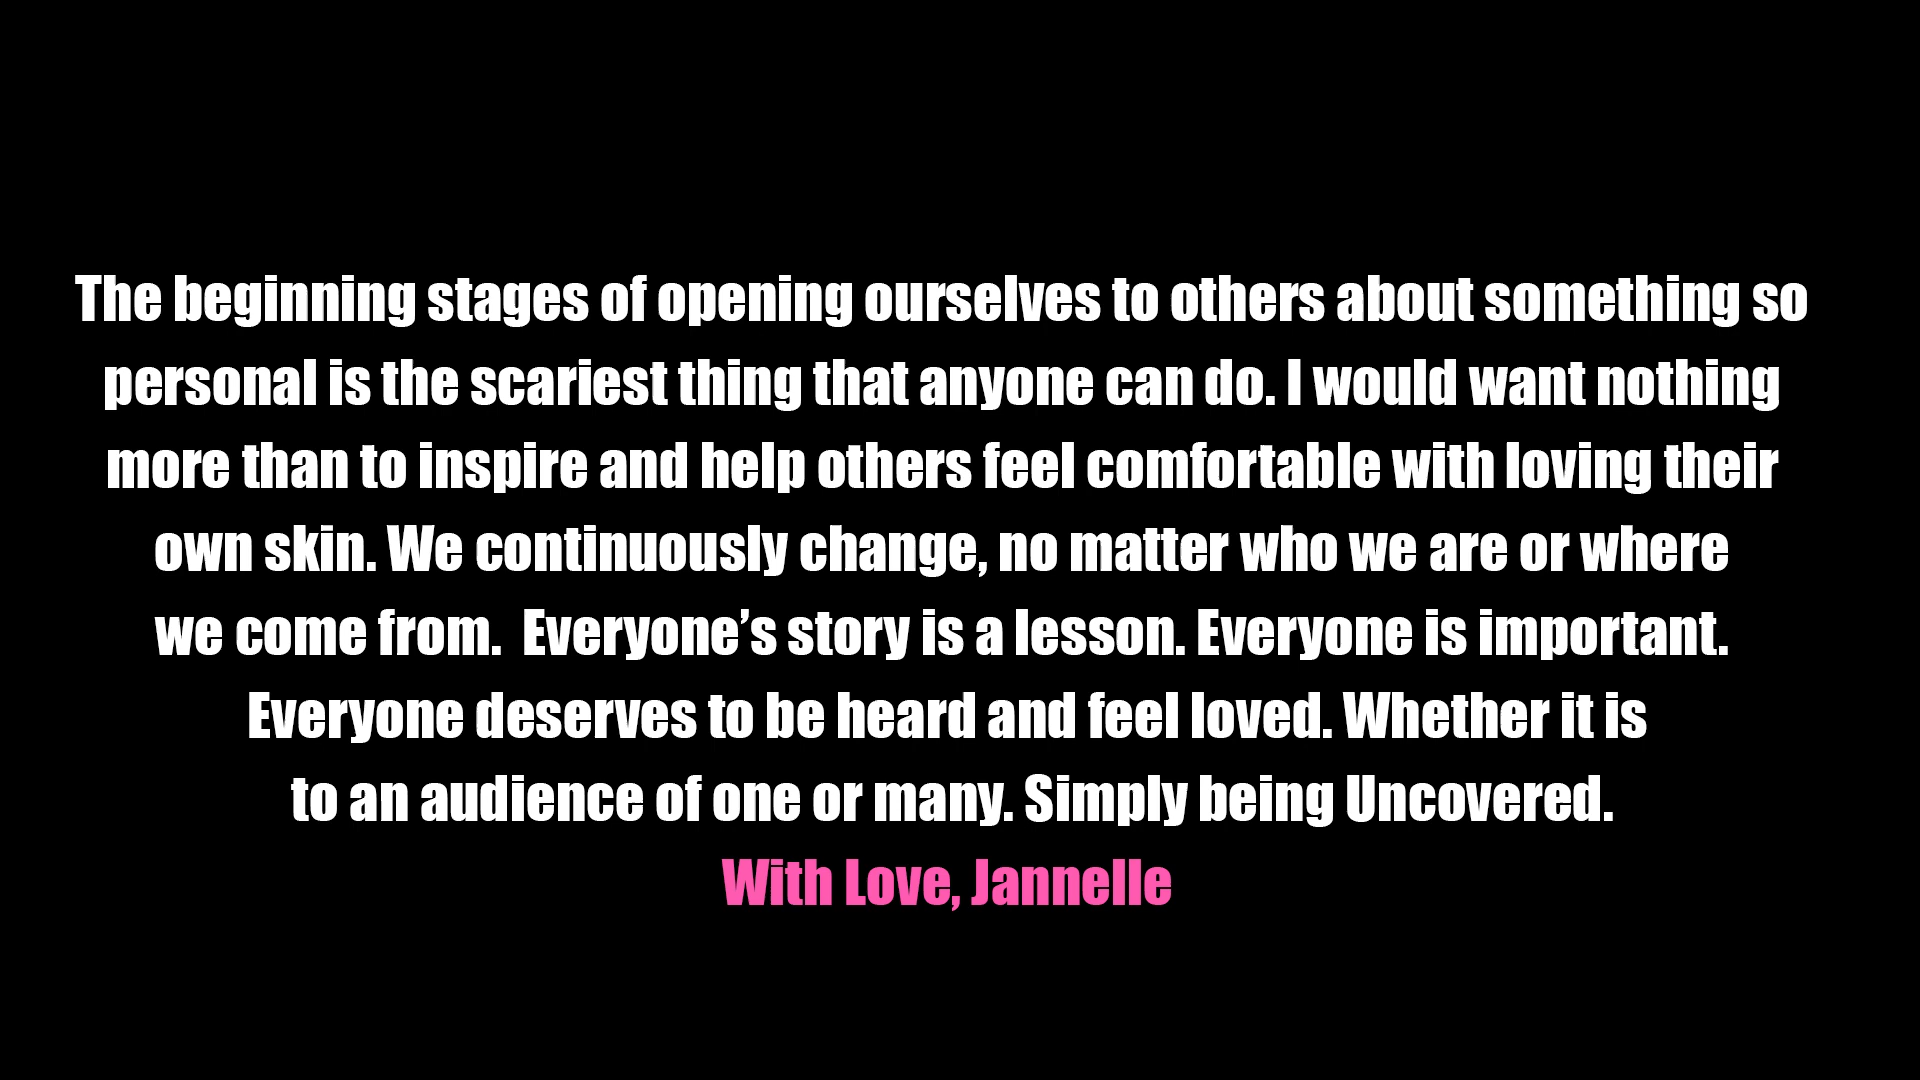 The beginning stages of opening ourselves to others about something so
personal is the scariest thing that anyone can do. I would want nothing
more than to inspire and help others feel comfortable with loving their
own skin. We continuously change, no matter who we are or where
we come from.  Everyone’s story is a lesson. Everyone is important.
Everyone deserves to be heard and feel loved. Whether it is
to an audience of one or many. Simply being Uncovered.
With Love, Jannelle